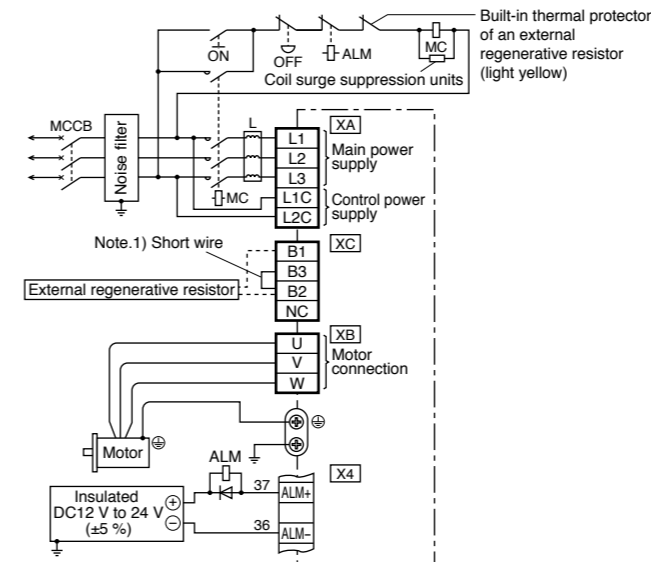 Built-in thermal protector
of an external
regenerative resistor
(light yellow)
ON
OFF
ALM
MC
Coil surge suppression units
MCCB
Noise filter
L
XA
L1
L2
L3
Main power
supply
MC
L1C
L2C
Control power
supply
Note.1) Short wire
XC
B1
B3
B2
NC
External regenerative resistor
XB
U
V
W
Motor
connection
Motor
ALM
X4
Insulated
DC12 V to 24 V
(±5 %)
+
−
37
ALM+
36
ALM−